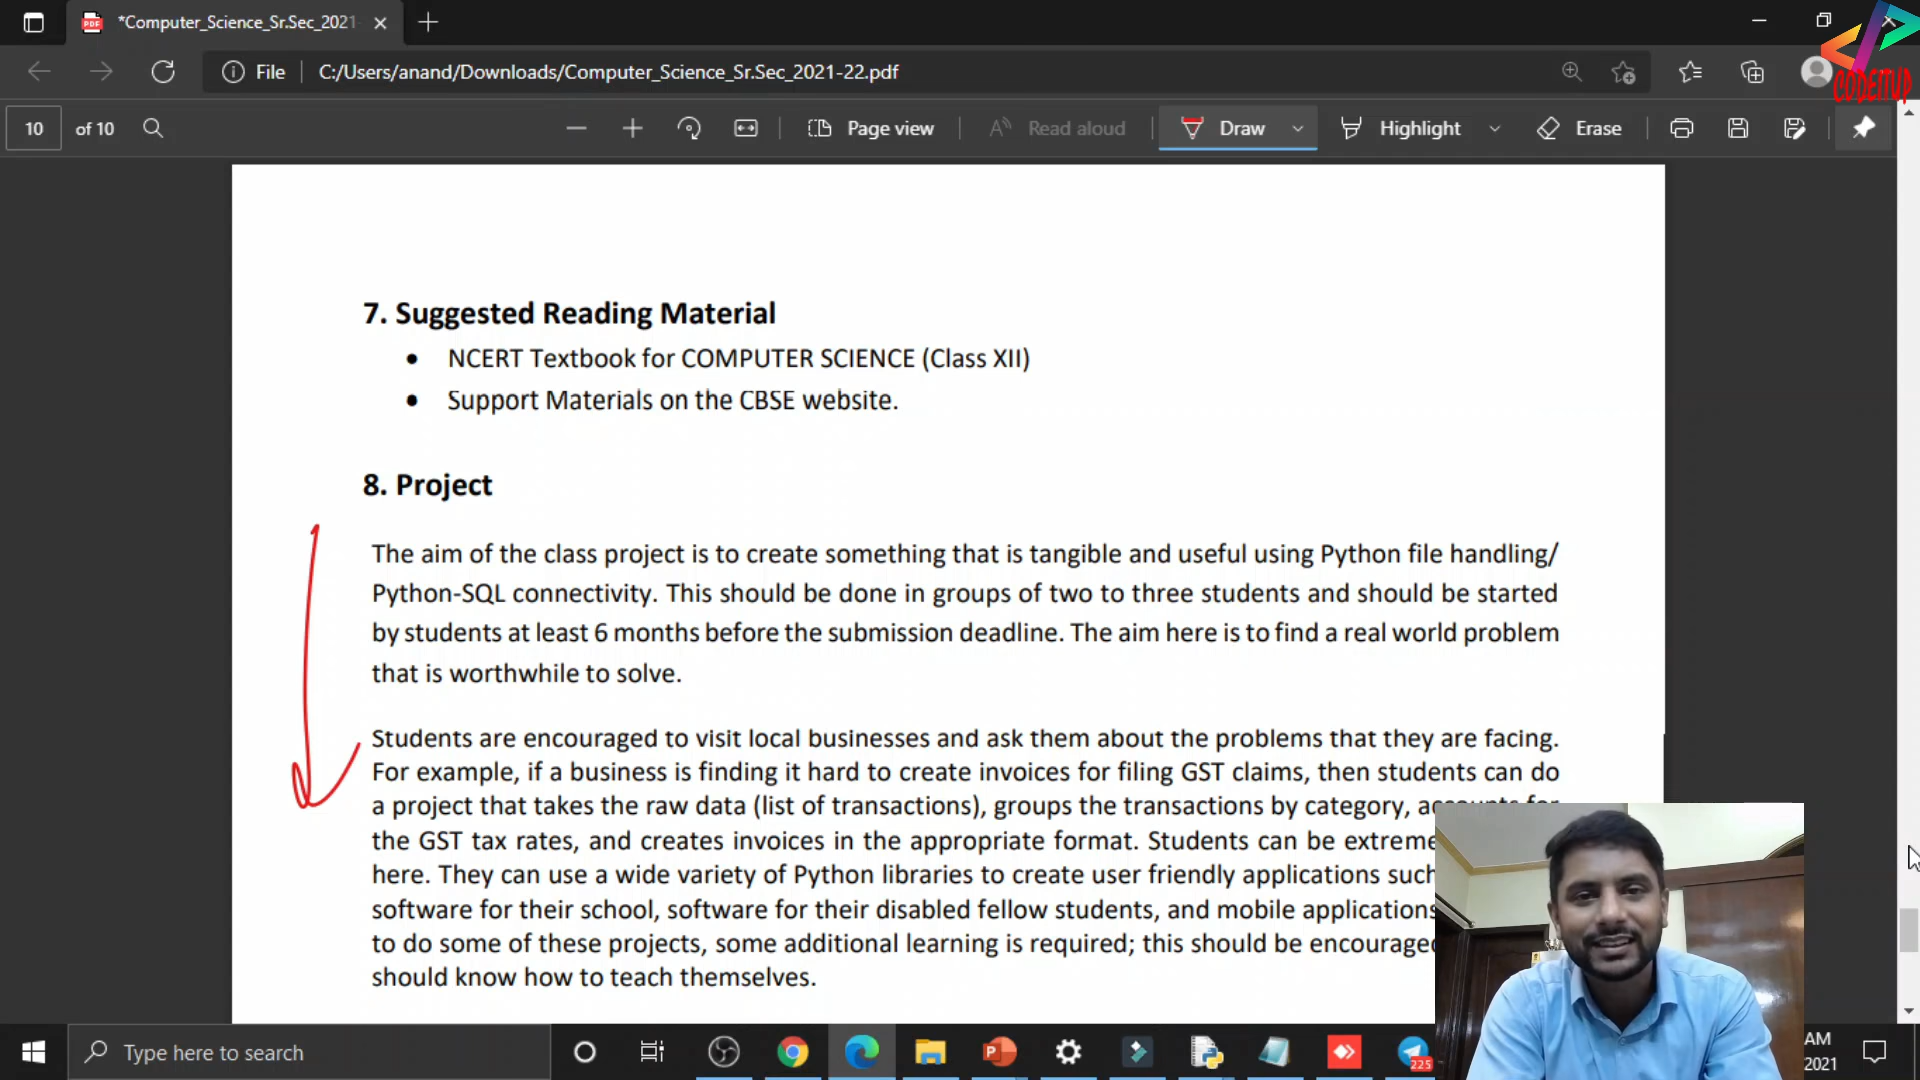 *Computer_Science_Sr.Sec_2021
File
C:/Users/anand/Downloads/Computer_Science_Sr.Sec_2021-22.pdf
CODEITUP
10 of 10
Page view
Read aloud
Draw
Highlight
Erase
7. Suggested Reading Material
• NCERT Textbook for COMPUTER SCIENCE (Class XII)
• Support Materials on the CBSE website.
8. Project
The aim of the class project is to create something that is tangible and useful using Python file handling/
Python-SQL connectivity. This should be done in groups of two to three students and should be started
by students at least 6 months before the submission deadline. The aim here is to find a real world problem
that is worthwhile to solve.
Students are encouraged to visit local businesses and ask them about the problems that they are facing.
For example, if a business is finding it hard to create invoices for filing GST claims, then students can do
a project that takes the raw data (list of transactions), groups the transactions by category, accounts for
the GST tax rates, and creates invoices in the appropriate format. Students can be extreme
here. They can use a wide variety of Python libraries to create user friendly applications such
software for their school, software for their disabled fellow students, and mobile applications
to do some of these projects, some additional learning is required; this should be encouraged
should know how to teach themselves.
Type here to search
225
AM
2021